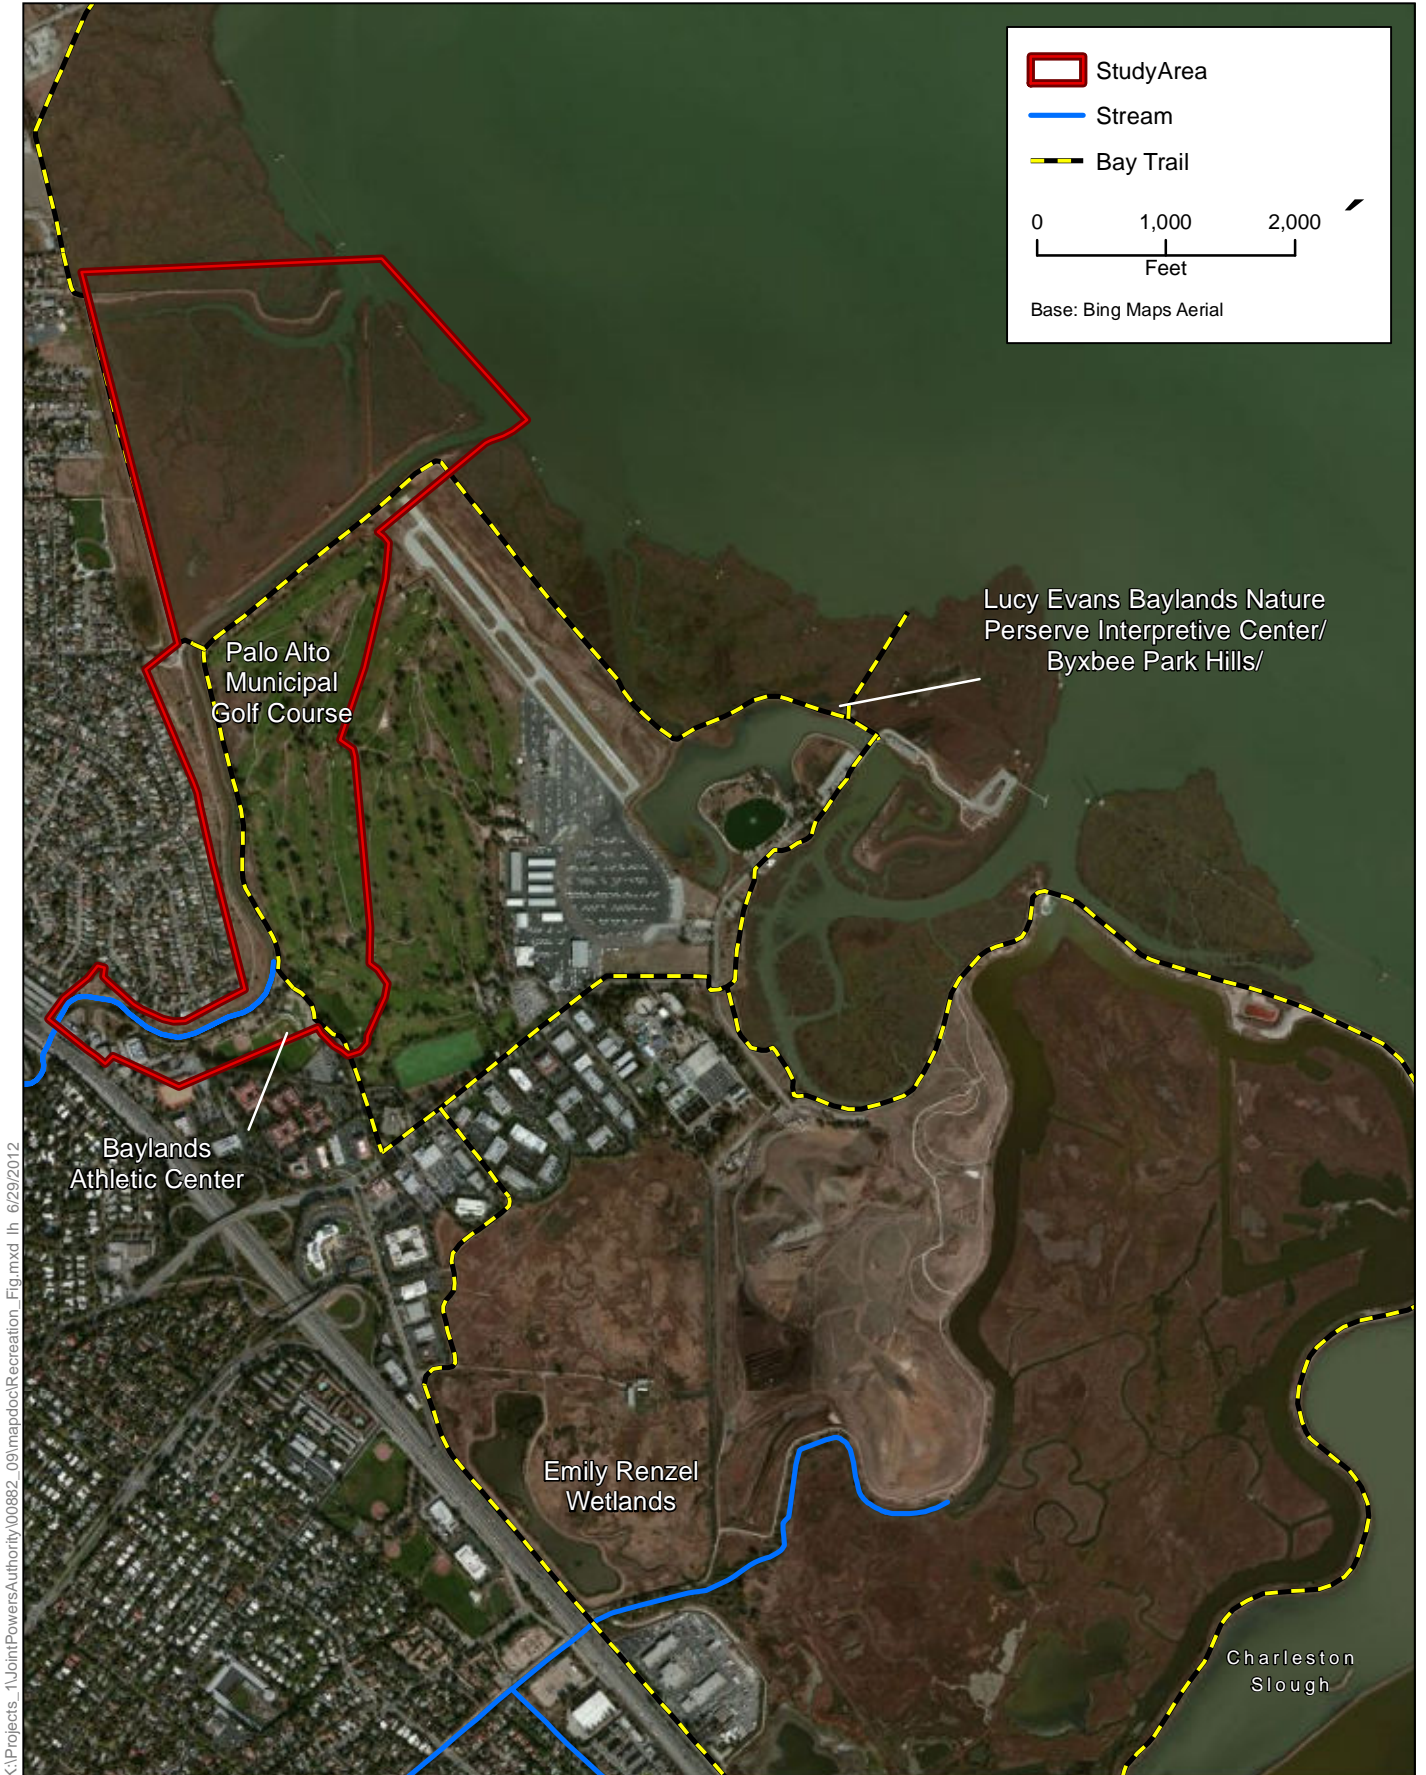 StudyArea
Stream
Bay Trail
0 1,000 2,000
Feet
Base: Bing Maps Aerial
Lucy Evans Baylands Nature
Perserve Interpretive Center/
Byxbee Park Hills/
Palo Alto
Municipal
Golf Course
Baylands
Athletic Center
Emily Renzel
Wetlands
Charleston
Slough
K:\Projects_1\JointPowersAuthority\00882_09\mapdoc\Recreation_Fig.mxd lh 6/29/2012